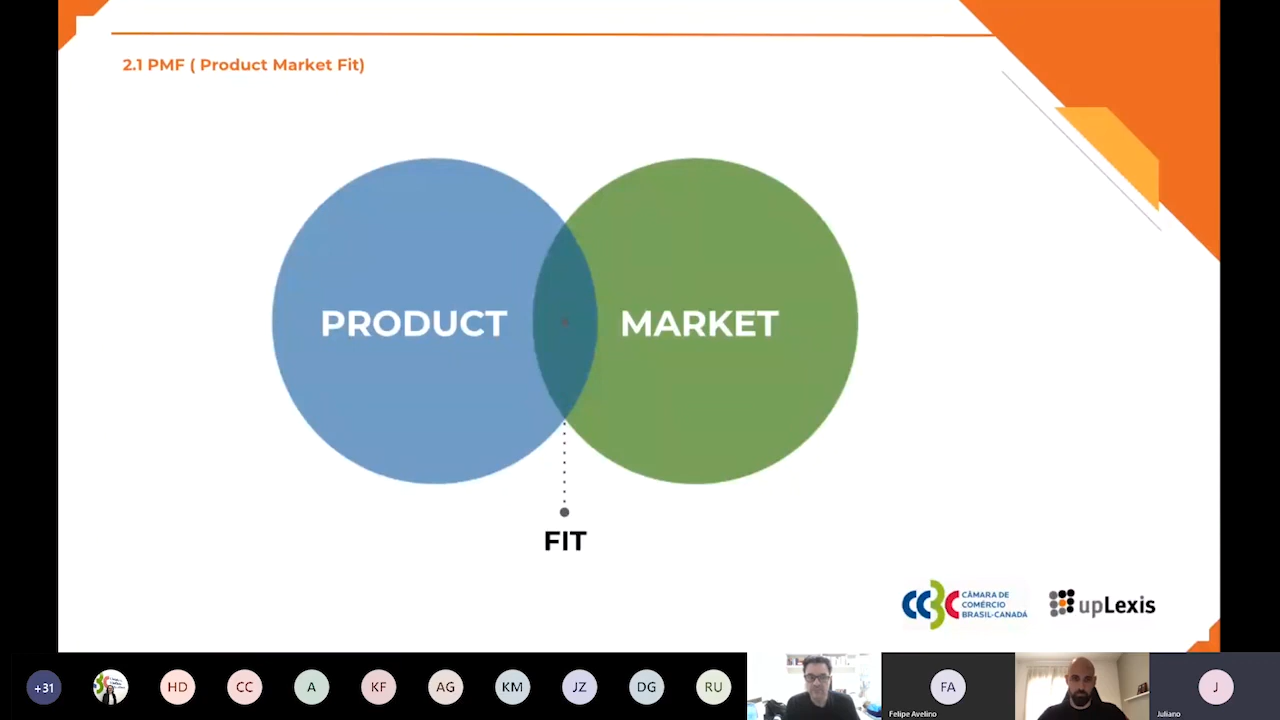 2.1 PMF ( Product Market Fit)
PRODUCT
MARKET
FIT
CCBC
CÂMARA DE
COMÉRCIO
BRASIL-CANADÁ
upLexis
+31
HD
CC
A
KF
AG
KM
JZ
DG
RU
FA
Felipe Avelino
J
Juliano